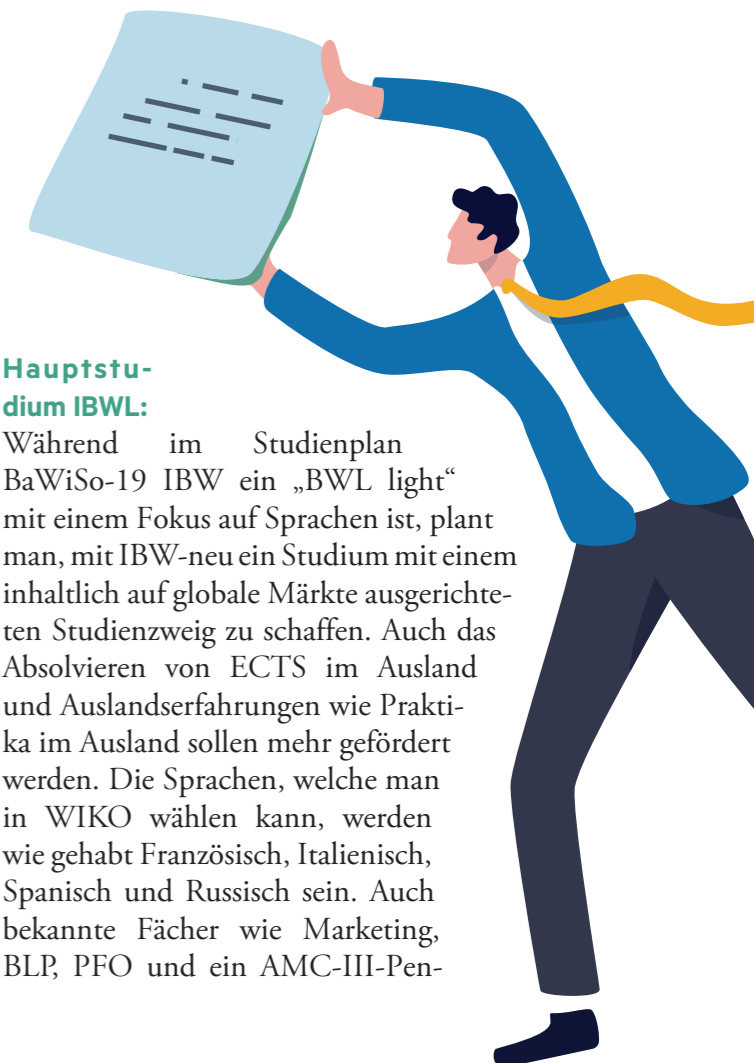 Hauptstu-
dium IBWL:
Während im Studienplan
BaWiSo-19 IBW ein „BWL light“
mit einem Fokus auf Sprachen ist, plant
man, mit IBW-neu ein Studium mit einem
inhaltlich auf globale Märkte ausgerichte-
ten Studienzweig zu schaffen. Auch das
Absolvieren von ECTS im Ausland
und Auslandserfahrungen wie Prakti-
ka im Ausland sollen mehr gefördert
werden. Die Sprachen, welche man
in WIKO wählen kann, werden
wie gehabt Französisch, Italienisch,
Spanisch und Russisch sein. Auch
bekannte Fächer wie Marketing,
BLP, PFO und ein AMC-III-Pen-